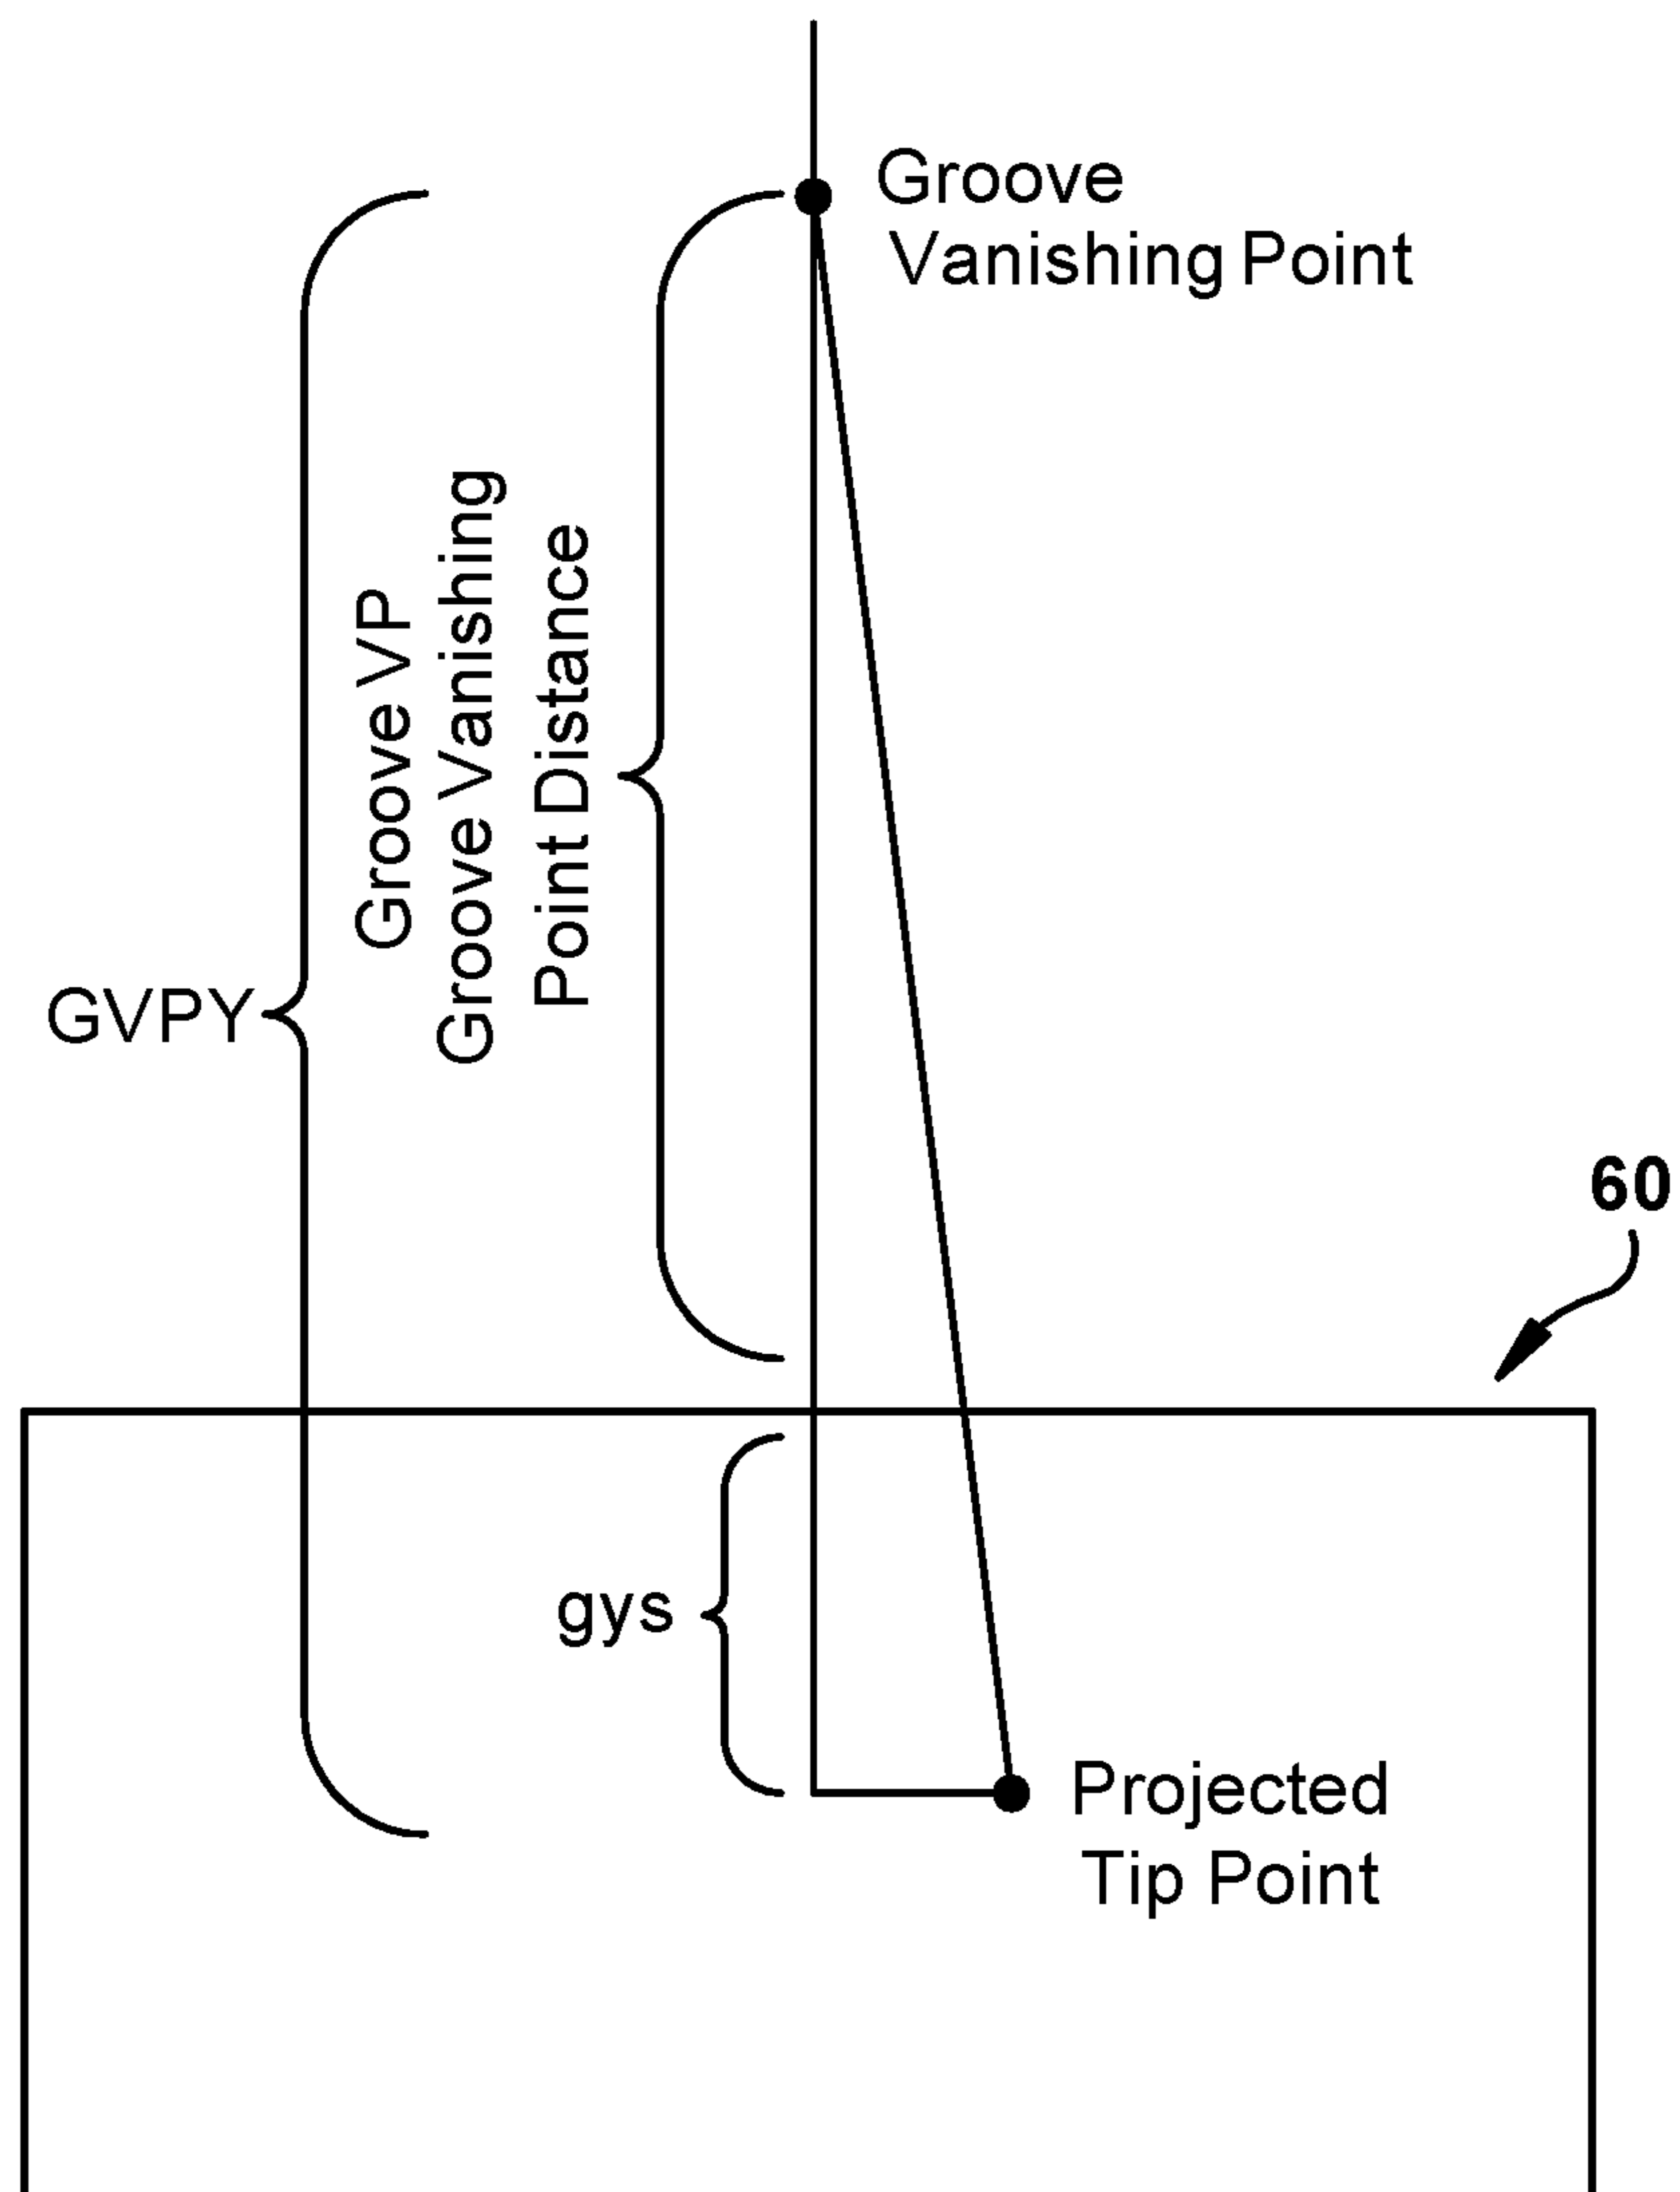 Groove
Vanishing Point
Groove VP
Groove Vanishing
Point Distance
GVPY
60
gys
Projected
Tip Point